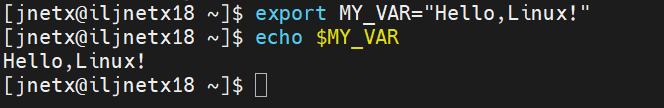 [jnetx@iljnetx18 ~]$ export MY_VAR="Hello,Linux!"
[jnetx@iljnetx18 ~]$ echo $MY_VAR
Hello,Linux!
[jnetx@iljnetx18 ~]$